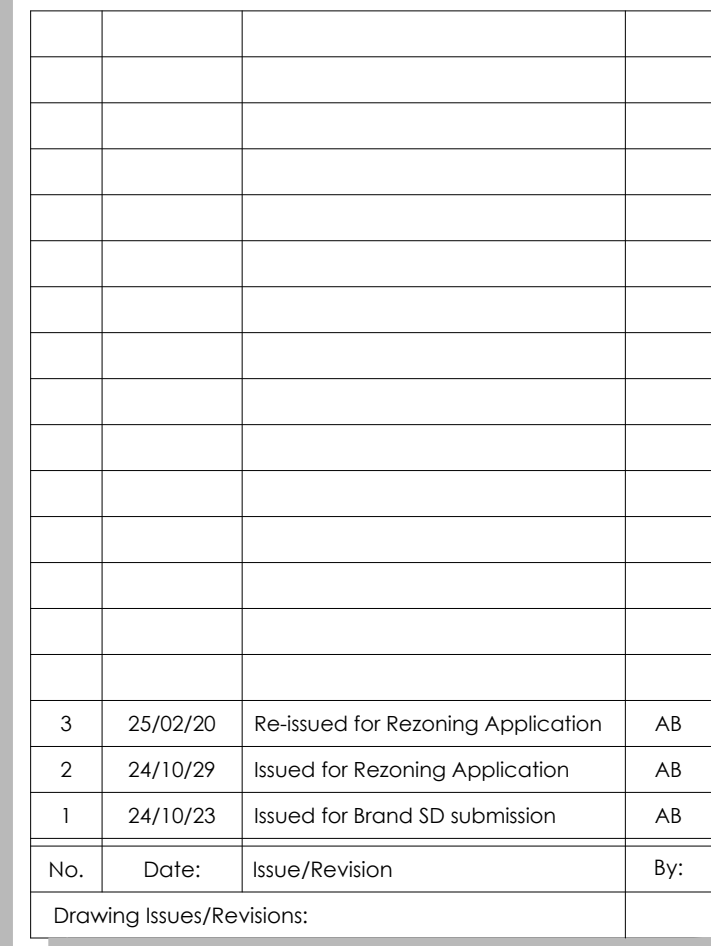 3 25/02/20 Re-issued for Rezoning Application AB
2 24/10/29 Issued for Rezoning Application AB
1 24/10/23 Issued for Brand SD submission AB
No. Date: Issue/Revision By:
Drawing Issues/Revisions: